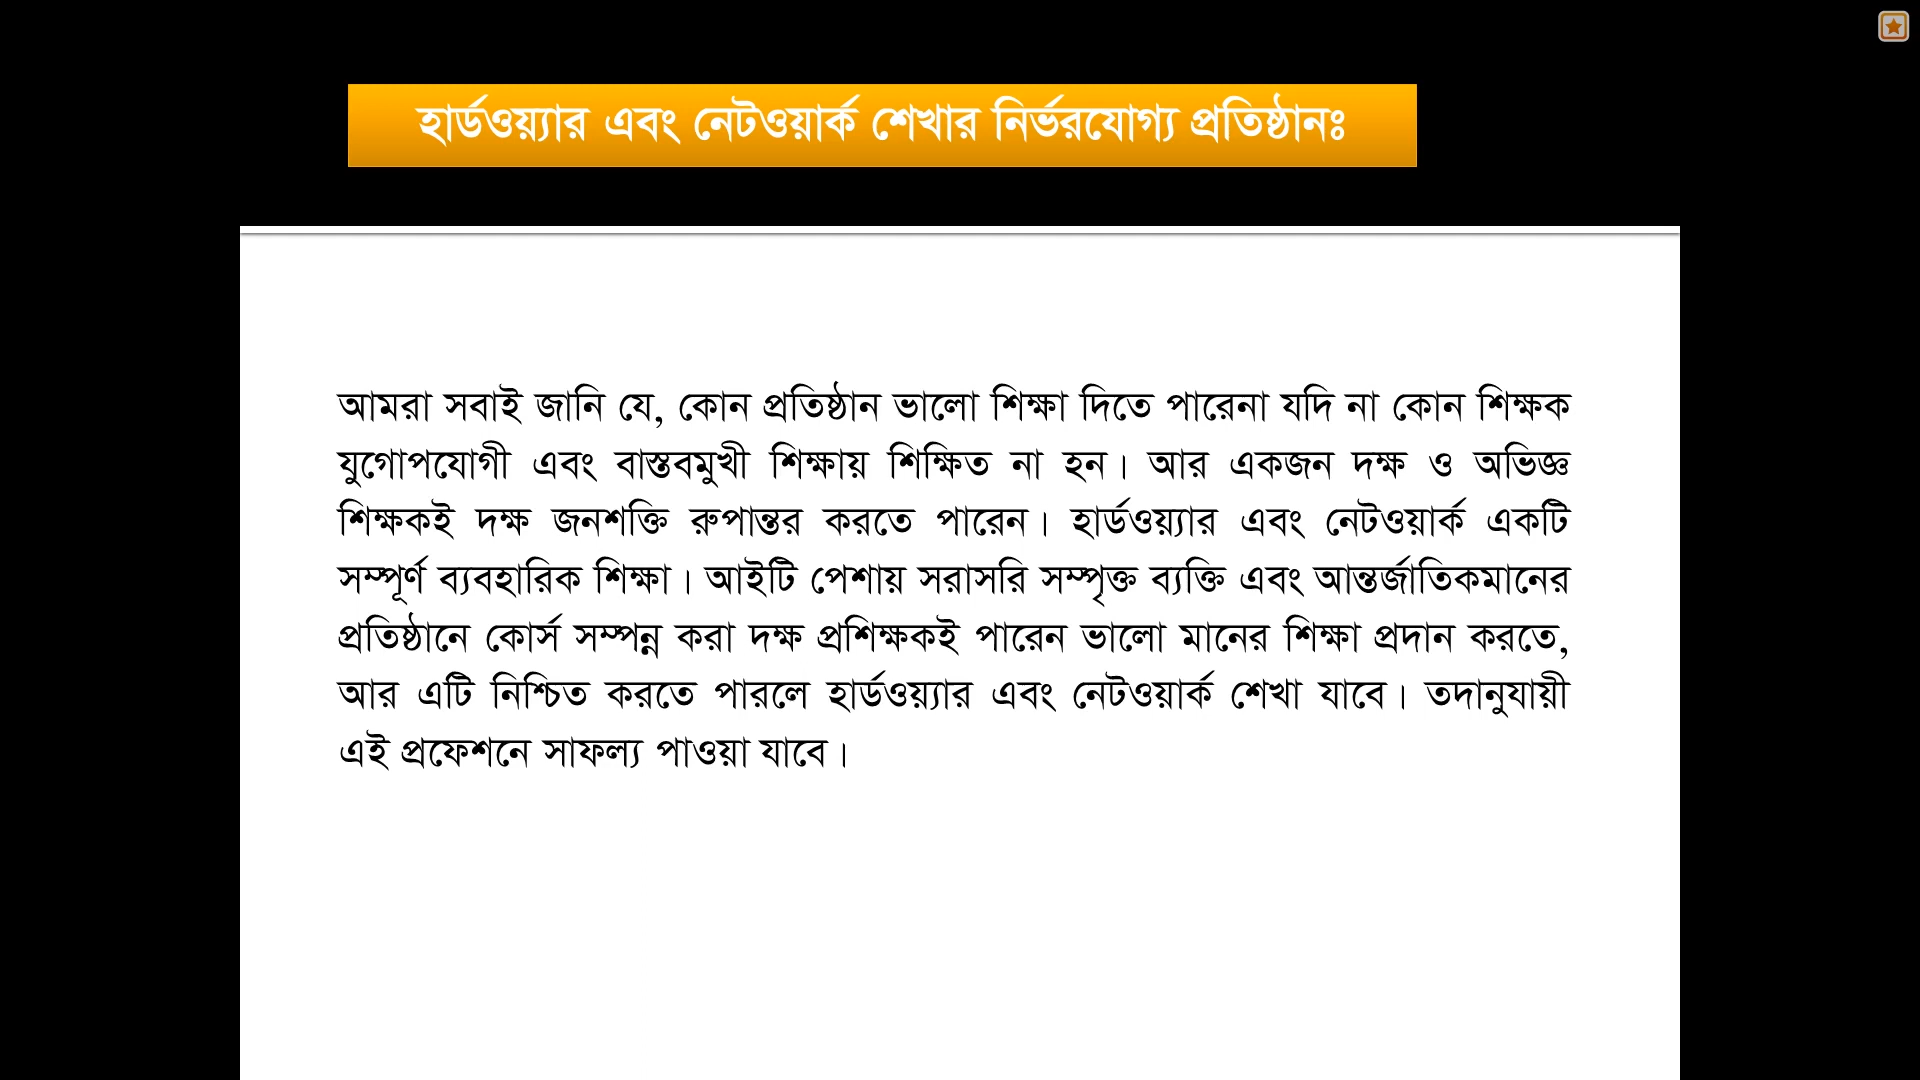 হার্ডওয়্যার এবং নেটওয়ার্ক শেখার নির্ভরযোগ্য প্রতিষ্ঠানঃ
আমরা সবাই জানি যে, কোন প্রতিষ্ঠান ভালো শিক্ষা দিতে পারেনা যদি না কোন শিক্ষক
যুগোপযোগী এবং বাস্তবমুখী শিক্ষায় শিক্ষিত না হন। আর একজন দক্ষ ও অভিজ্ঞ
শিক্ষকই দক্ষ জনশক্তি রুপান্তর করতে পারেন। হার্ডওয়্যার এবং নেটওয়ার্ক একটি
সম্পূর্ণ ব্যবহারিক শিক্ষা। আইটি পেশায় সরাসরি সম্পৃক্ত ব্যক্তি এবং আন্তর্জাতিকমানের
প্রতিষ্ঠানে কোর্স সম্পন্ন করা দক্ষ প্রশিক্ষকই পারেন ভালো মানের শিক্ষা প্রদান করতে,
আর এটি নিশ্চিত করতে পারলে হার্ডওয়্যার এবং নেটওয়ার্ক শেখা যাবে। তদানুযায়ী
এই প্রফেশনে সাফল্য পাওয়া যাবে।